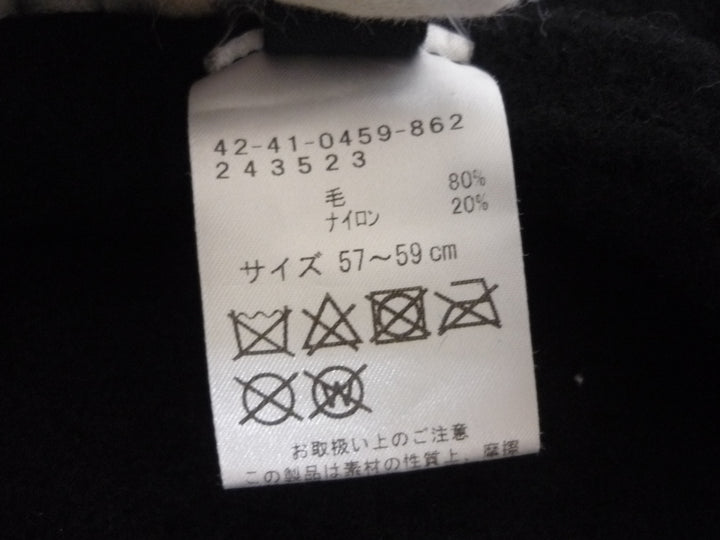 42-41-0459-862
243523
毛 80%
ナイロン 20%
サイズ 57〜59cm
W
お取扱い上のご注意
この製品は素材の性質上、摩擦